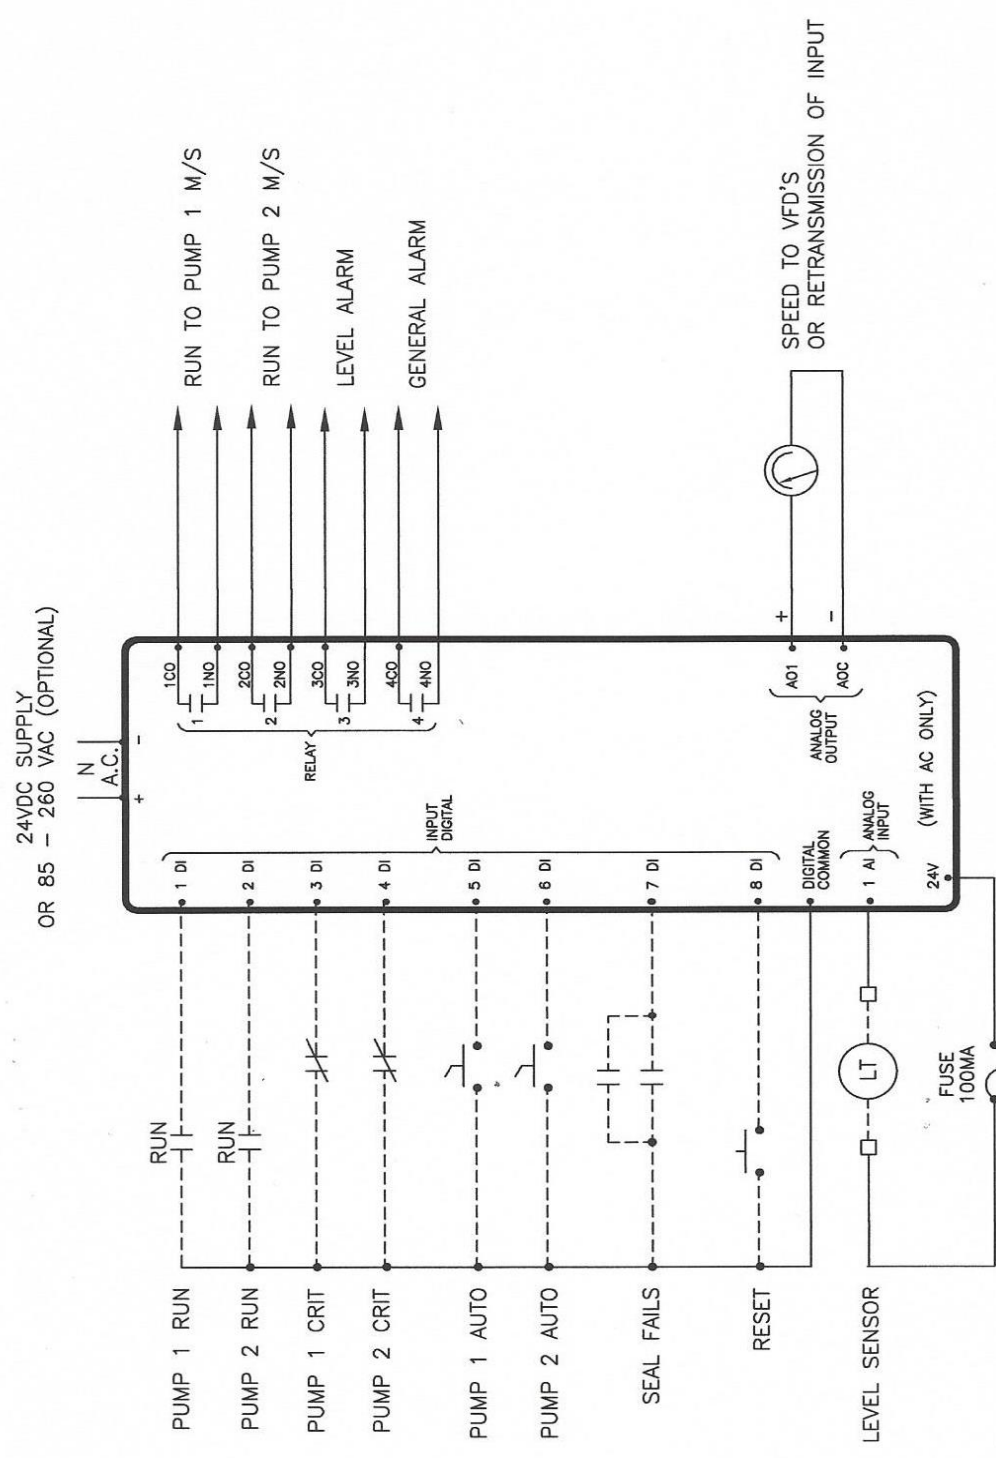 24VDC SUPPLY
OR 85 - 260 VAC (OPTIONAL)
N
A.C.
+
-
PUMP 1 RUN
RUN
1 DI
PUMP 2 RUN
RUN
2 DI
PUMP 1 CRIT
3 DI
PUMP 2 CRIT
4 DI
PUMP 1 AUTO
5 DI
PUMP 2 AUTO
6 DI
SEAL FAILS
7 DI
RESET
8 DI
INPUT
DIGITAL
DIGITAL
COMMON
LEVEL SENSOR
LT
1 AI
ANALOG
INPUT
FUSE
100MA
24V
(WITH AC ONLY)
RELAY
1
1CO
1NO
RUN TO PUMP 1 M/S
2
2CO
2NO
RUN TO PUMP 2 M/S
3
3CO
3NO
LEVEL ALARM
4
4CO
4NO
GENERAL ALARM
ANALOG
OUTPUT
AO1
AOC
+
-
SPEED TO VFD'S
OR RETRANSMISSION OF INPUT